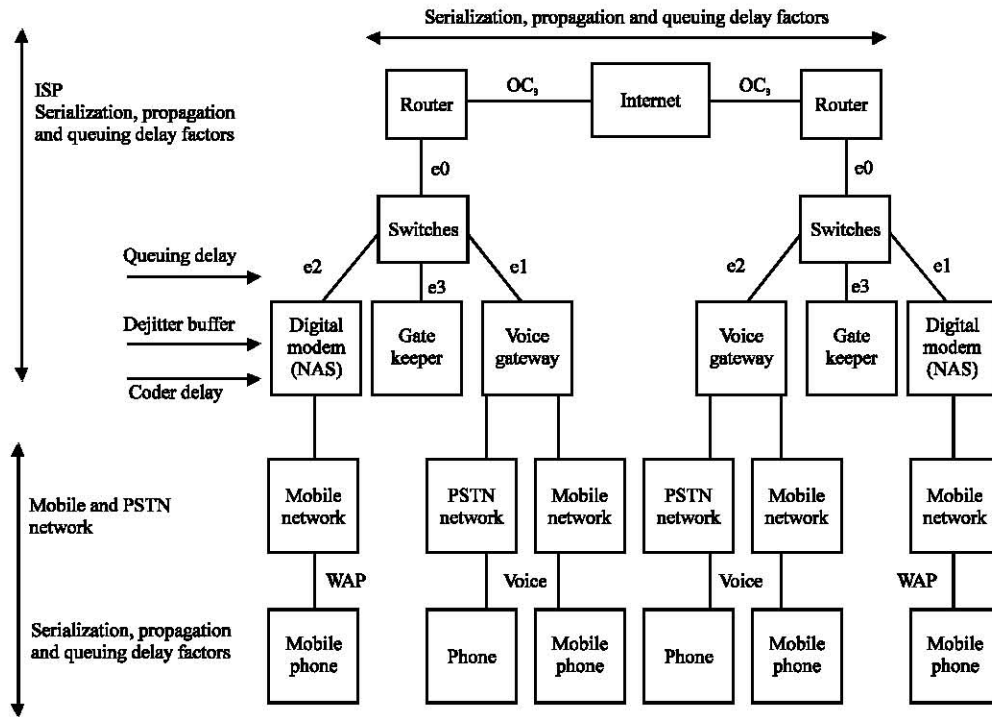 Serialization, propagation and queuing delay factors
ISP
Serialization, propagation
and queuing delay factors
Router
OC₃
Internet
OC₃
Router
e0
e0
Switches
Switches
Queuing delay
e2
e3
e1
e2
e3
e1
Dejitter buffer
Coder delay
Digital
modem
(NAS)
Gate
keeper
Voice
gateway
Voice
gateway
Gate
keeper
Digital
modem
(NAS)
Mobile and PSTN
network
Mobile
network
PSTN
network
Mobile
network
PSTN
network
Mobile
network
Mobile
network
WAP
Voice
Voice
WAP
Serialization, propagation
and queuing delay factors
Mobile
phone
Phone
Mobile
phone
Phone
Mobile
phone
Mobile
phone